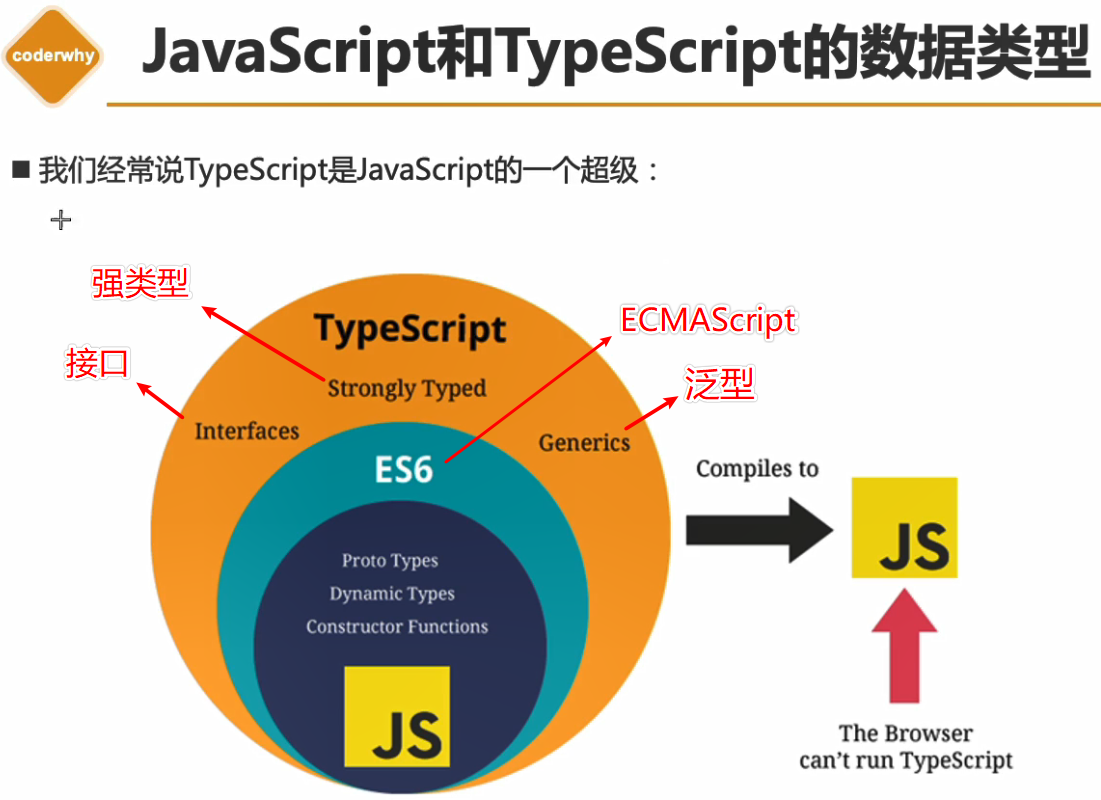 coderwhy
JavaScript和TypeScript的数据类型
我们经常说TypeScript是JavaScript的一个超级：
强类型
TypeScript
ECMAScript
接口
Strongly Typed
泛型
Interfaces
Generics
ES6
Compiles to
JS
Proto Types
Dynamic Types
Constructor Functions
JS
The Browser
can't run TypeScript